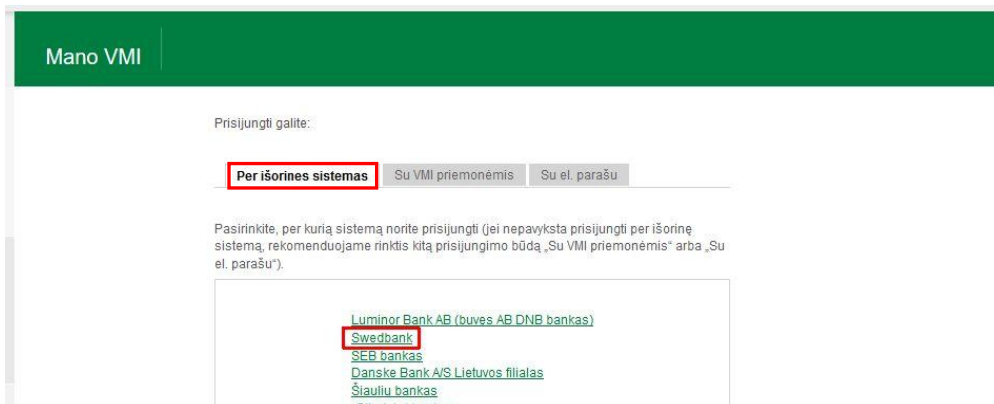 Mano VMI
Prisijungti galite:
Per išorines sistemas
Su VMI priemonėmis
Su el. parašu
Pasirinkite, per kurią sistemą norite prisijungti (jei nepavyksta prisijungti per išorinę
sistemą, rekomenduojame rinktis kitą prisijungimo būdą „Su VMI priemonėmis“ arba „Su
el. parašu“).
Luminor Bank AB (buvęs AB DNB bankas)
Swedbank
SEB bankas
Danske Bank A/S Lietuvos filialas
Šiaulių bankas